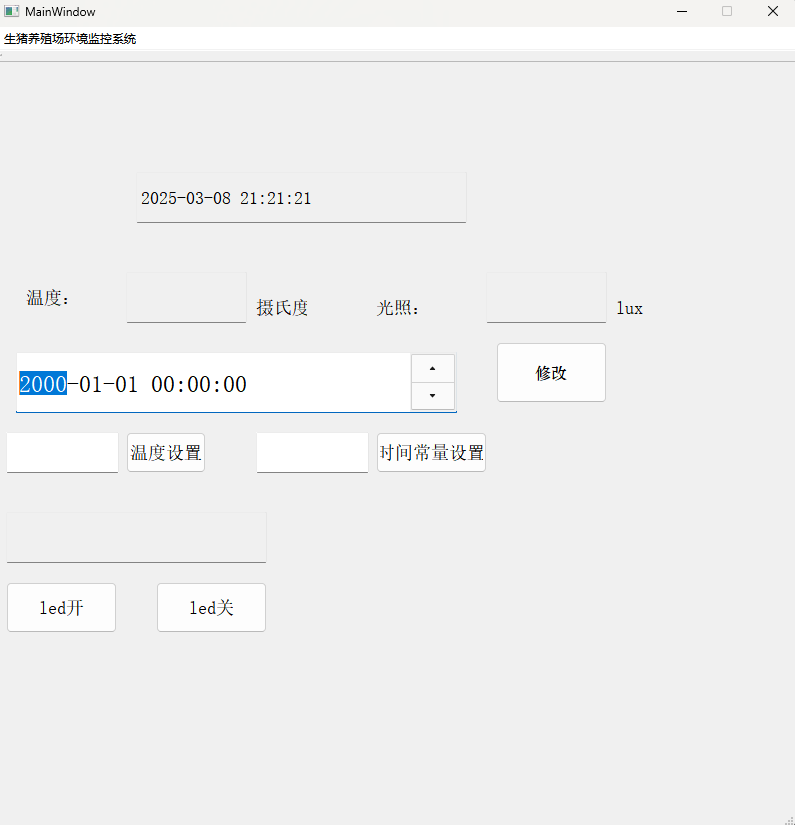 MainWindow
生猪养殖场环境监控系统
2025-03-08 21:21:21
温度: 摄氏度 光照: lux
2000-01-01 00:00:00 修改
温度设置 时间常量设置
led开 led关